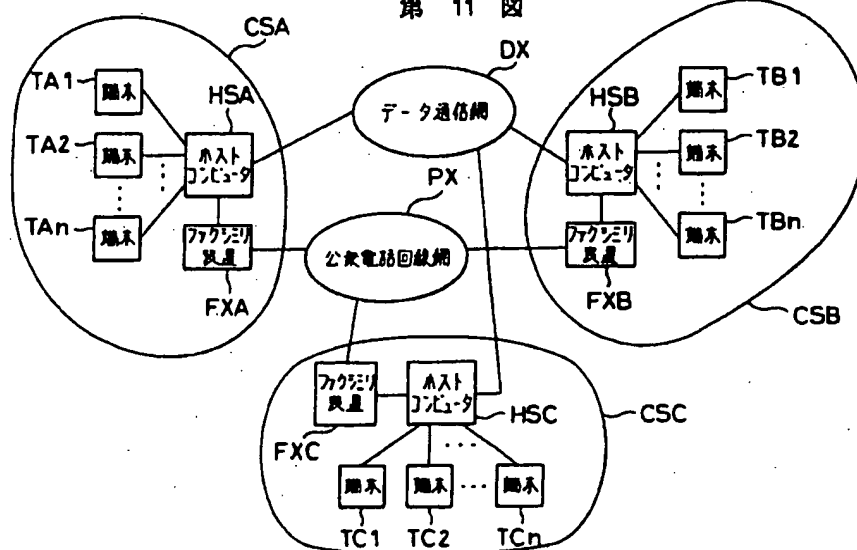 第 11 図
CSA
DX
TA1
端末
HSA
データ通信網
HSB
端末
TB1
TA2
端末
ホスト
コンピュータ
ホスト
コンピュータ
端末
TB2
PX
TAn
端末
ファクシミリ
装置
公衆電話回線網
ファクシミリ
装置
端末
TBn
FXA
FXB
CSB
ファクシミリ
装置
ホスト
コンピュータ
HSC
CSC
FXC
端末
端末
端末
TC1
TC2
TCn